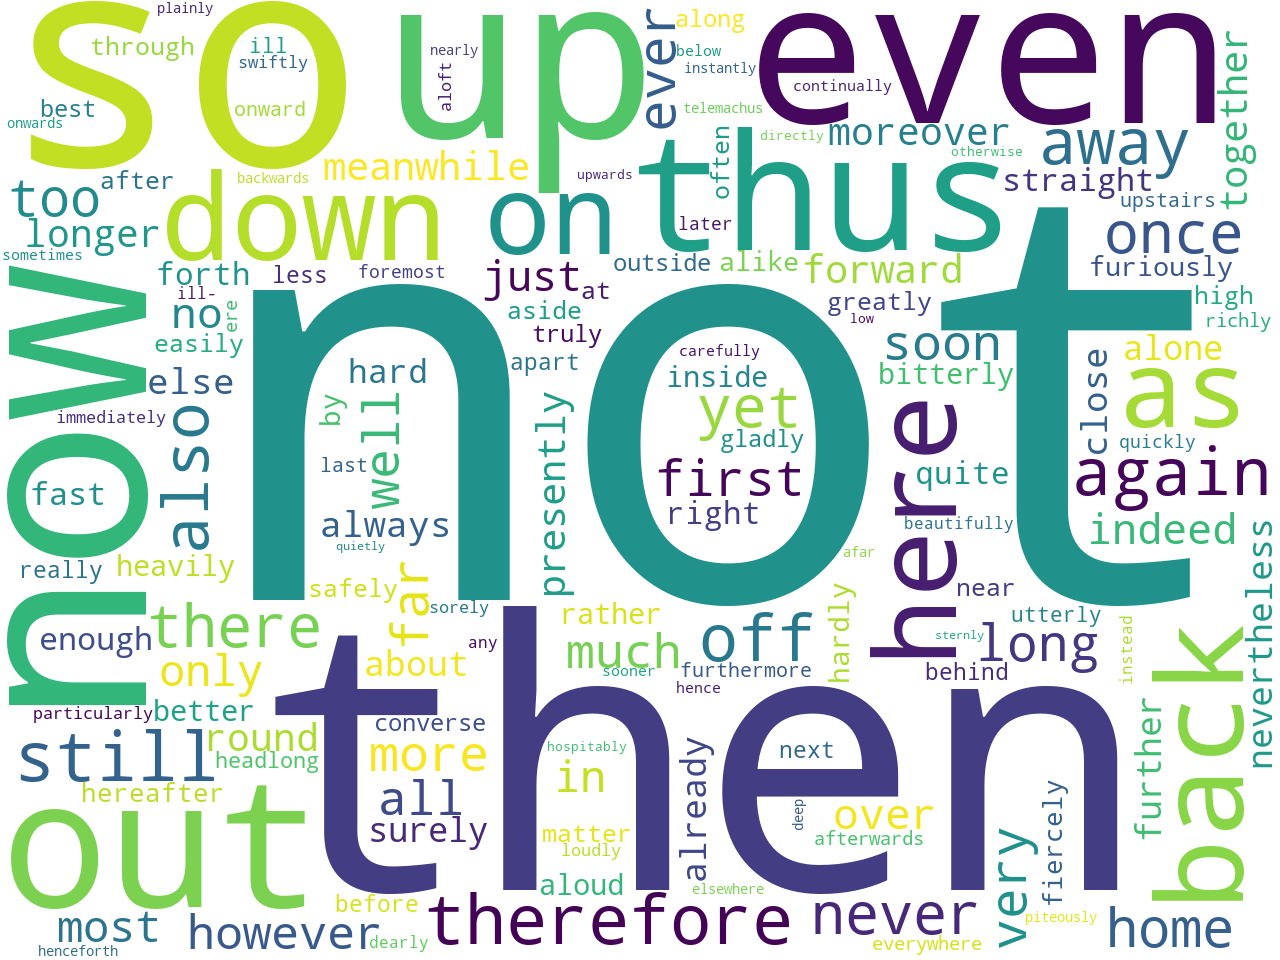 plainly
so
up
even
ever
along
through
ill
swiftly
nearly
aloft
below
instantly
continually
together
best
onward
telemachus
onwards
directly
moreover
away
often
otherwise
thus
meanwhile
after
backwards
upwards
straight
too
down
on
later
upstairs
once
longer
sometimes
forth
less
foremost
just
at
outside
alike
forward
furiously
now
ill-
no
ere
not
aside
greatly
low
high
richly
easily
truly
soon
alone
else
hard
apart
carefully
inside
bitterly
close
as
immediately
also
by
well
yet
gladly
here
quickly
fast
last
presently
first
quite
again
always
right
beautifully
indeed
quietly
afar
nevertheless
really
heavily
safely
far
sorely
near
there
rather
hardly
utterly
enough
any
much
off
sternly
long
instead
only
about
sooner
furthermore
behind
back
hence
then
particularly
better
converse
round
still
more
hospitably
already
next
further
headlong
hereafter
in
all
deep
over
fiercely
out
surely
matter
afterwards
very
loudly
aloud
elsewhere
before
therefore
never
piteously
most
however
dearly
everywhere
home
henceforth